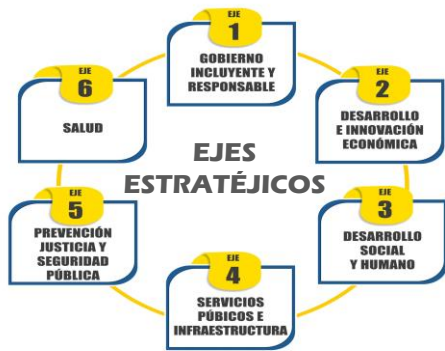 EJES
ESTRATÉJICOS
EJE
1
GOBIERNO
INCLUYENTE Y
RESPONSABLE
EJE
2
DESARROLLO
E INNOVACIÓN
ECONÓMICA
EJE
3
DESARROLLO
SOCIAL
Y HUMANO
EJE
4
SERVICIOS
PÚBICOS E
INFRAESTRUCTURA
EJE
5
PREVENCIÓN
JUSTICIA Y
SEGURIDAD
PÚBLICA
EJE
6
SALUD